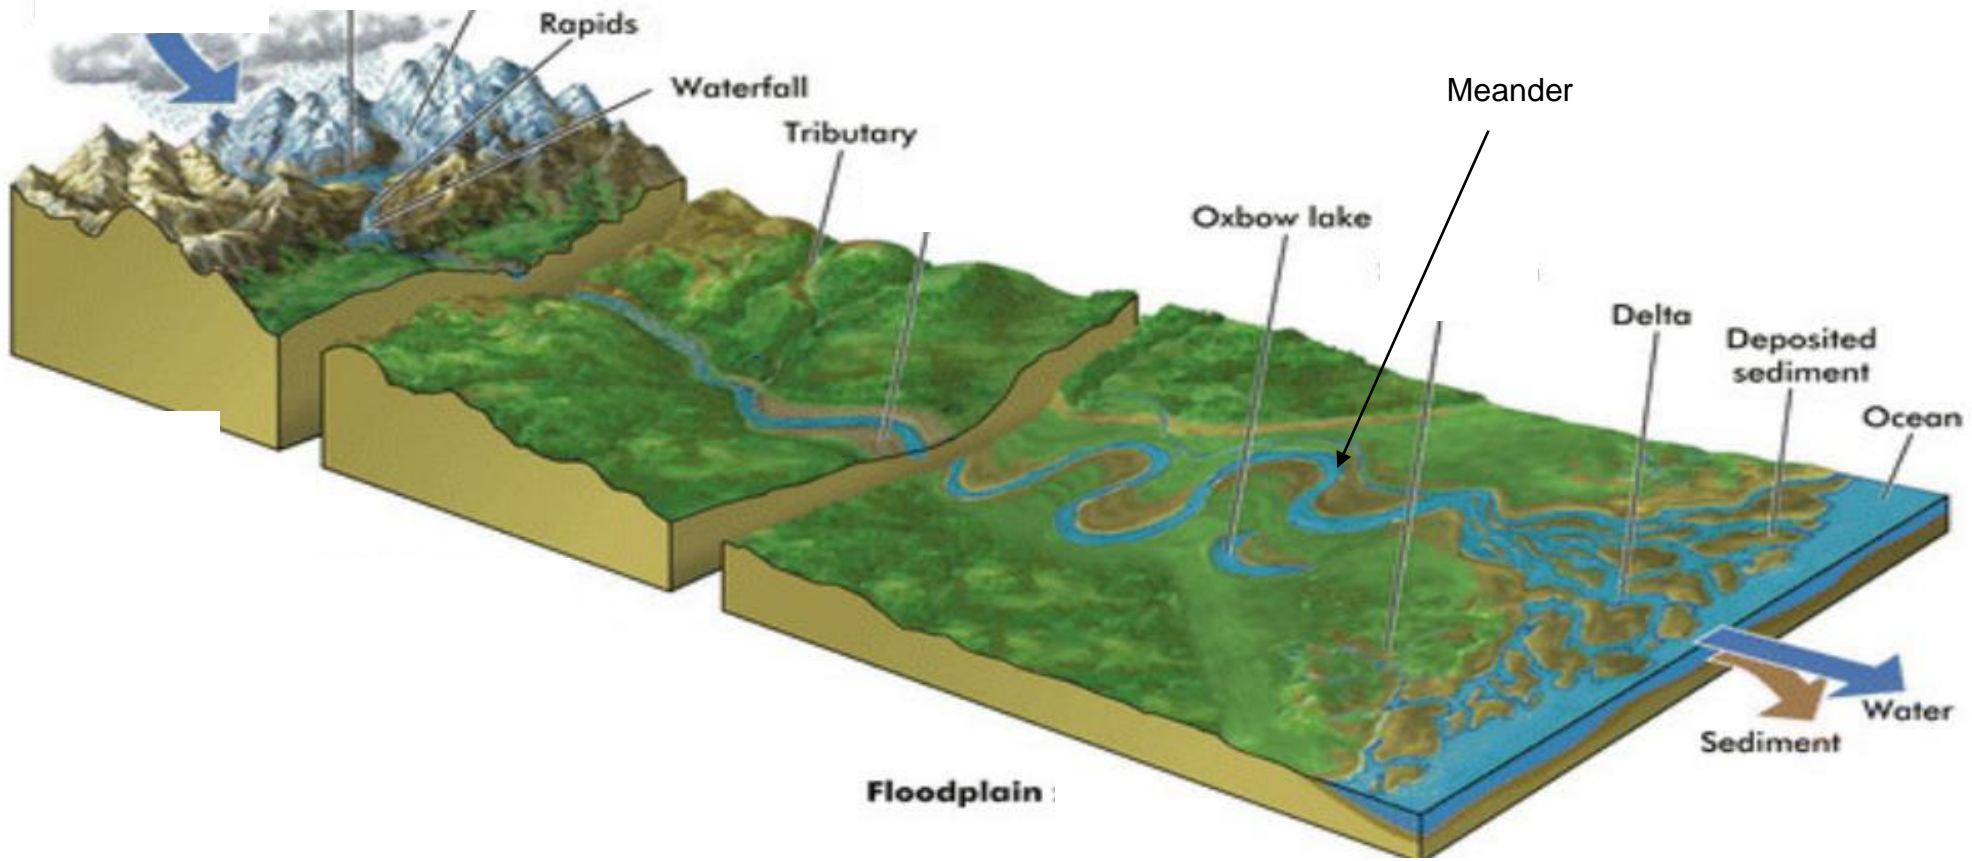 Rapids
Waterfall
Tributary
Meander
Oxbow lake
Delta
Deposited
sediment
Ocean
Water
Sediment
Floodplain